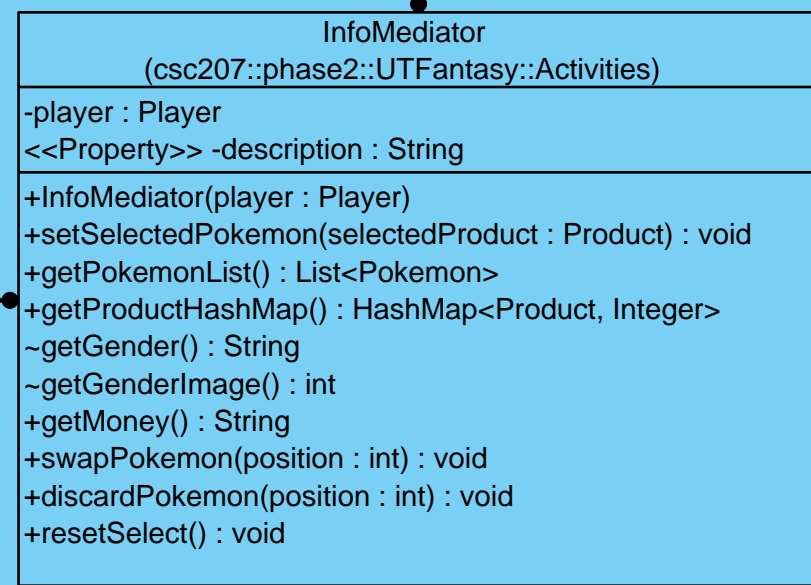 InfoMediator
(csc207::phase2::UTFantasy::Activities)
-player : Player
<<Property>> -description : String
+InfoMediator(player : Player)
+setSelectedPokemon(selectedProduct : Product) : void
+getPokemonList() : List<Pokemon>
+getProductHashMap() : HashMap<Product, Integer>
~getGender() : String
~getGenderImage() : int
+getMoney() : String
+swapPokemon(position : int) : void
+discardPokemon(position : int) : void
+resetSelect() : void